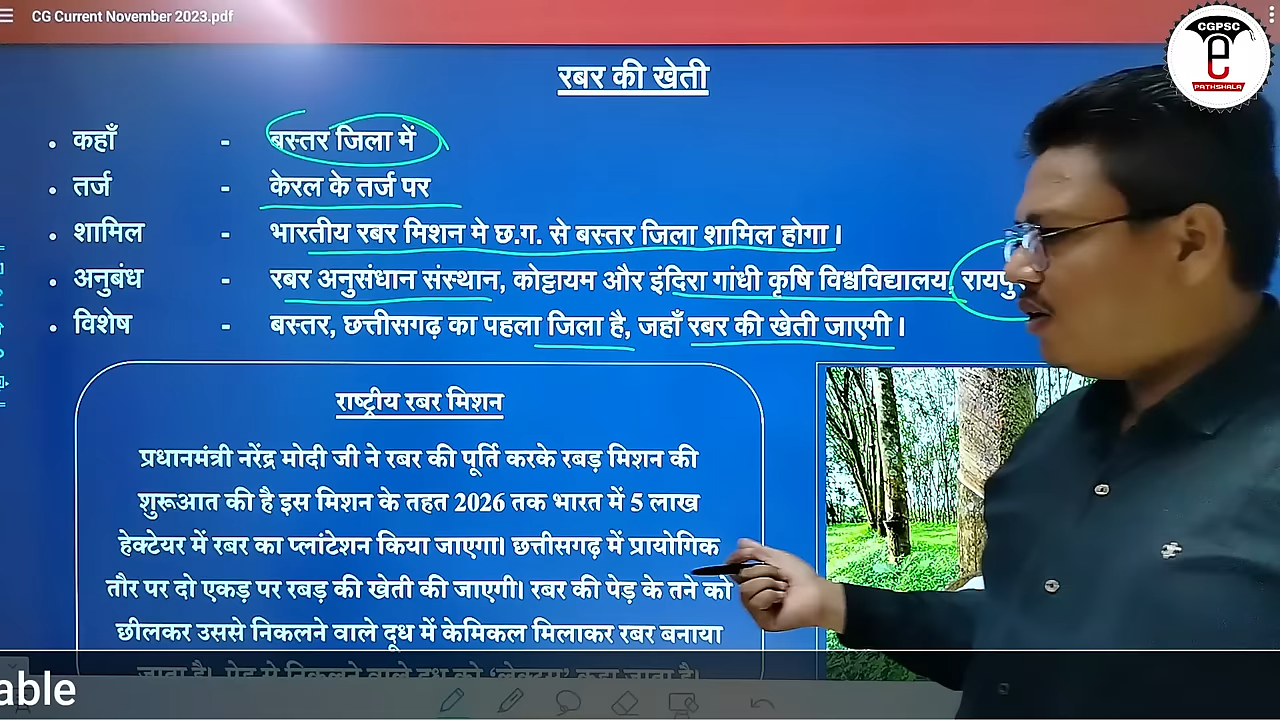 CG Current November 2023.pdf
CGPSC
e
PATHSHALA
रबर की खेती
• कहाँ - बस्तर जिला में
• तर्ज - केरल के तर्ज पर
• शामिल - भारतीय रबर मिशन मे छ.ग. से बस्तर जिला शामिल होगा।
• अनुबंध - रबर अनुसंधान संस्थान, कोट्टायम और इंदिरा गांधी कृषि विश्वविद्यालय, रायपुर
• विशेष - बस्तर, छत्तीसगढ़ का पहला जिला है, जहाँ रबर की खेती जाएगी।
राष्ट्रीय रबर मिशन
प्रधानमंत्री नरेंद्र मोदी जी ने रबर की पूर्ति करके रबड़ मिशन की
शुरूआत की है इस मिशन के तहत 2026 तक भारत में 5 लाख
हेक्टेयर में रबर का प्लांटेशन किया जाएगा। छत्तीसगढ़ में प्रायोगिक
तौर पर दो एकड़ पर रबड़ की खेती की जाएगी। रबर की पेड़ के तने को
छीलकर उससे निकलने वाले दूध में केमिकल मिलाकर रबर बनाया
जाता है। पेड़ से निकलने वाले दूध को 'लेक्टस' कहा जाता है।
able